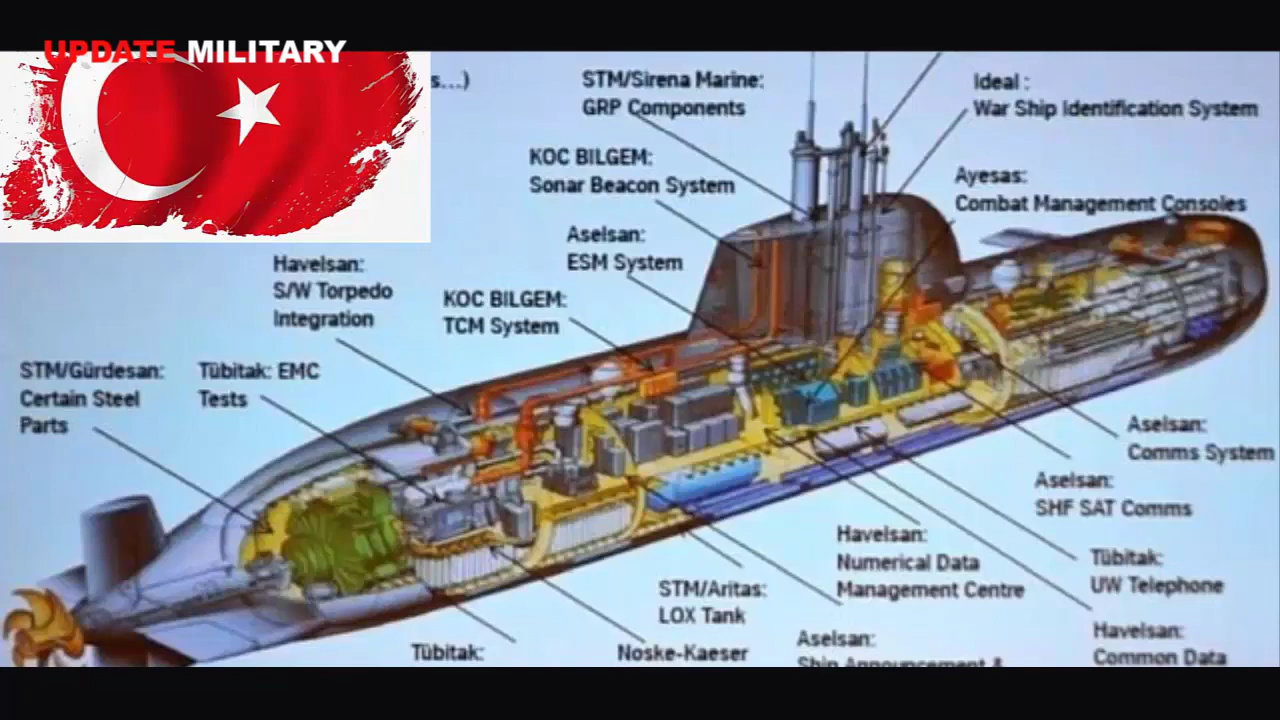 UPDATE MILITARY
s...)
STM/Sirena Marine:
GRP Components
Ideal :
War Ship Identification System
KOC BILGEM:
Sonar Beacon System
Ayesas:
Combat Management Consoles
Aselsan:
ESM System
Havelsan:
S/W Torpedo
Integration
KOC BILGEM:
TCM System
STM/Gürdesan:
Certain Steel
Parts
Tübitak: EMC
Tests
Aselsan:
Comms System
Aselsan:
SHF SAT Comms
Havelsan:
Numerical Data
Management Centre
Tübitak:
UW Telephone
STM/Aritas:
LOX Tank
Havelsan:
Common Data
Aselsan:
Ship Announcement &
Tübitak:
Noske-Kaeser